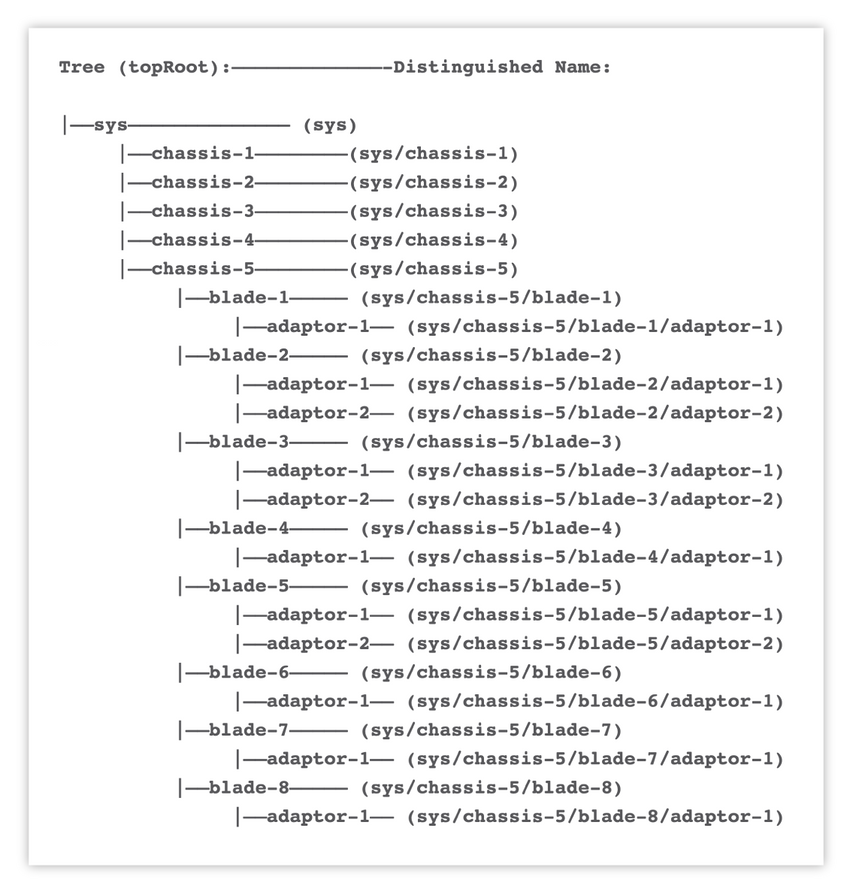 Tree (topRoot):——————————————–Distinguished Name:
|——sys—————————————— (sys)
|——chassis-1————————(sys/chassis-1)
|——chassis-2————————(sys/chassis-2)
|——chassis-3————————(sys/chassis-3)
|——chassis-4————————(sys/chassis-4)
|——chassis-5————————(sys/chassis-5)
|——blade-1————— (sys/chassis-5/blade-1)
|——adaptor-1—— (sys/chassis-5/blade-1/adaptor-1)
|——blade-2————— (sys/chassis-5/blade-2)
|——adaptor-1—— (sys/chassis-5/blade-2/adaptor-1)
|——adaptor-2—— (sys/chassis-5/blade-2/adaptor-2)
|——blade-3————— (sys/chassis-5/blade-3)
|——adaptor-1—— (sys/chassis-5/blade-3/adaptor-1)
|——adaptor-2—— (sys/chassis-5/blade-3/adaptor-2)
|——blade-4————— (sys/chassis-5/blade-4)
|——adaptor-1—— (sys/chassis-5/blade-4/adaptor-1)
|——blade-5————— (sys/chassis-5/blade-5)
|——adaptor-1—— (sys/chassis-5/blade-5/adaptor-1)
|——adaptor-2—— (sys/chassis-5/blade-5/adaptor-2)
|——blade-6————— (sys/chassis-5/blade-6)
|——adaptor-1—— (sys/chassis-5/blade-6/adaptor-1)
|——blade-7————— (sys/chassis-5/blade-7)
|——adaptor-1—— (sys/chassis-5/blade-7/adaptor-1)
|——blade-8————— (sys/chassis-5/blade-8)
|——adaptor-1—— (sys/chassis-5/blade-8/adaptor-1)